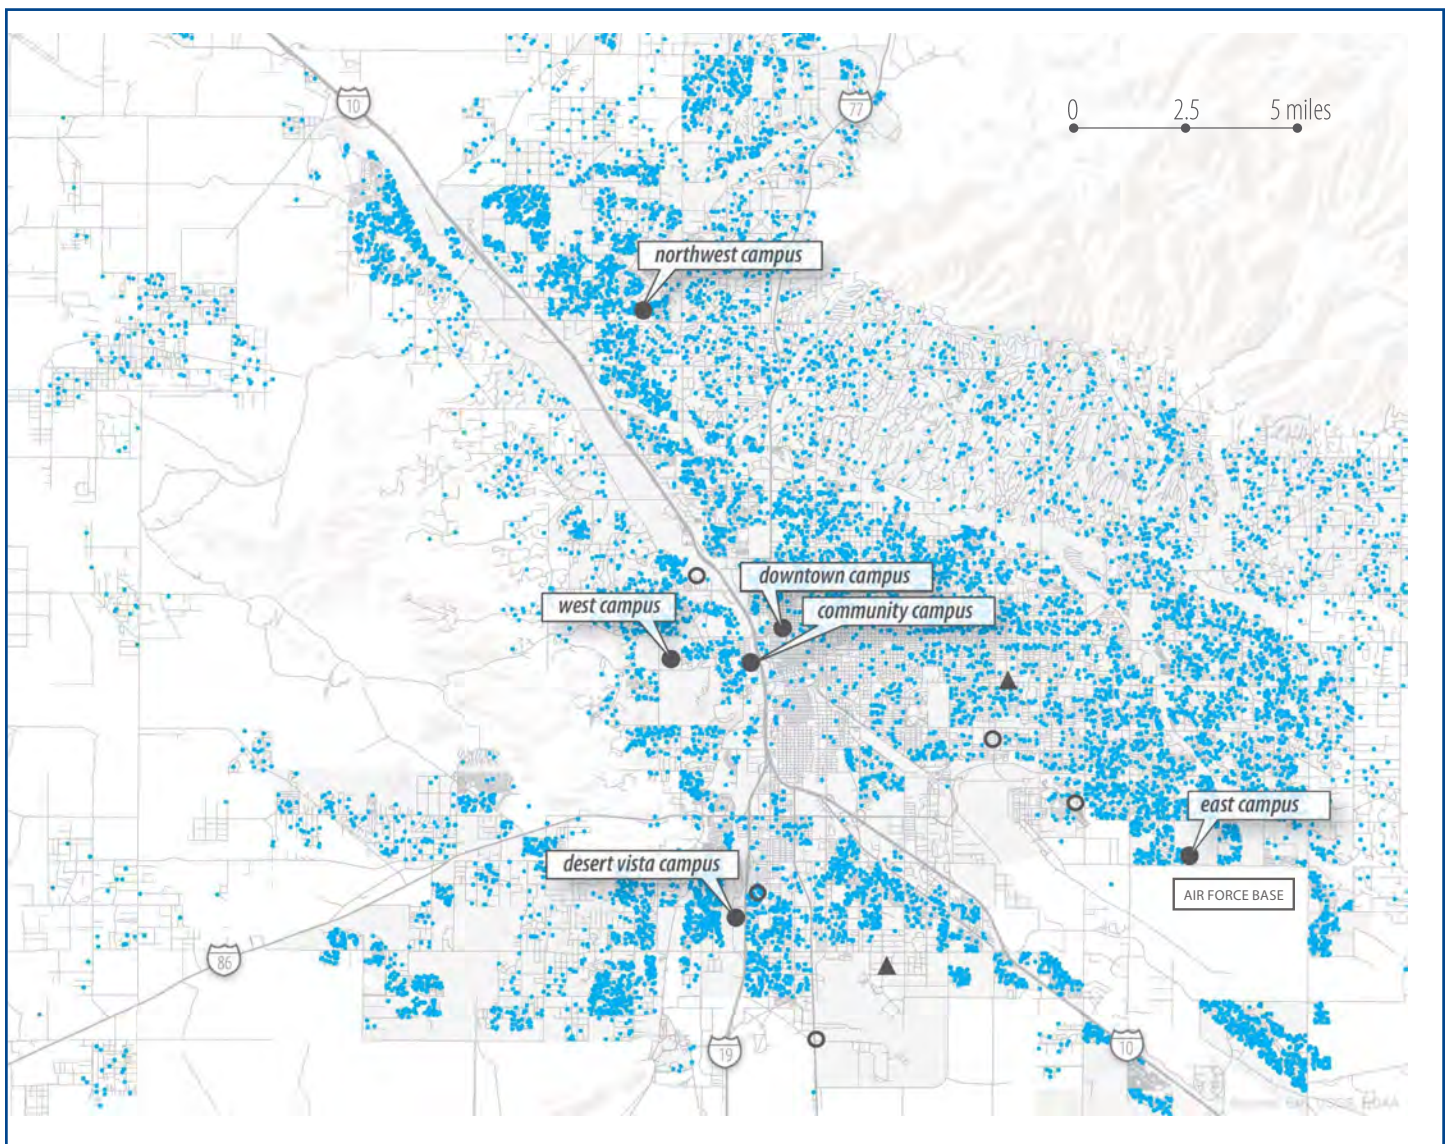 10
77
0 2.5 5 miles
northwest campus
downtown campus
west campus
community campus
east campus
desert vista campus
AIR FORCE BASE
86
19
10